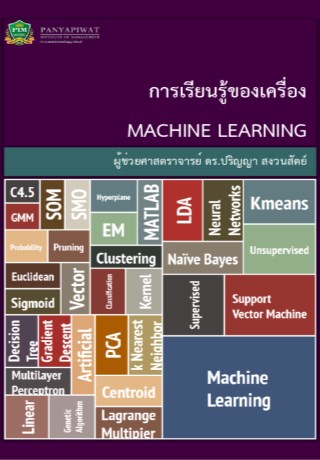 PIM
PANYAPIWAT
INSTITUTE OF MANAGEMENT
การเรียนรู้ของเครื่อง
MACHINE LEARNING
ผู้ช่วยศาสตราจารย์ ดร.ปริญญา สงวนสัตย์
C4.5
SOM
SMO
Hyperplane
MATLAB
LDA
Neural
Networks
Kmeans
GMM
EM
Probability
Pruning
Clustering
Naïve Bayes
Unsupervised
Euclidean
Vector
Classification
Kernel
Supervised
Support
Vector Machine
Sigmoid
Decision
Tree
Gradient
Descent
Artificial
PCA
k Nearest
Neighbor
Multilayer
Perceptron
Centroid
Machine
Learning
Linear
Genetic
Algorithm
Lagrange
Multipier